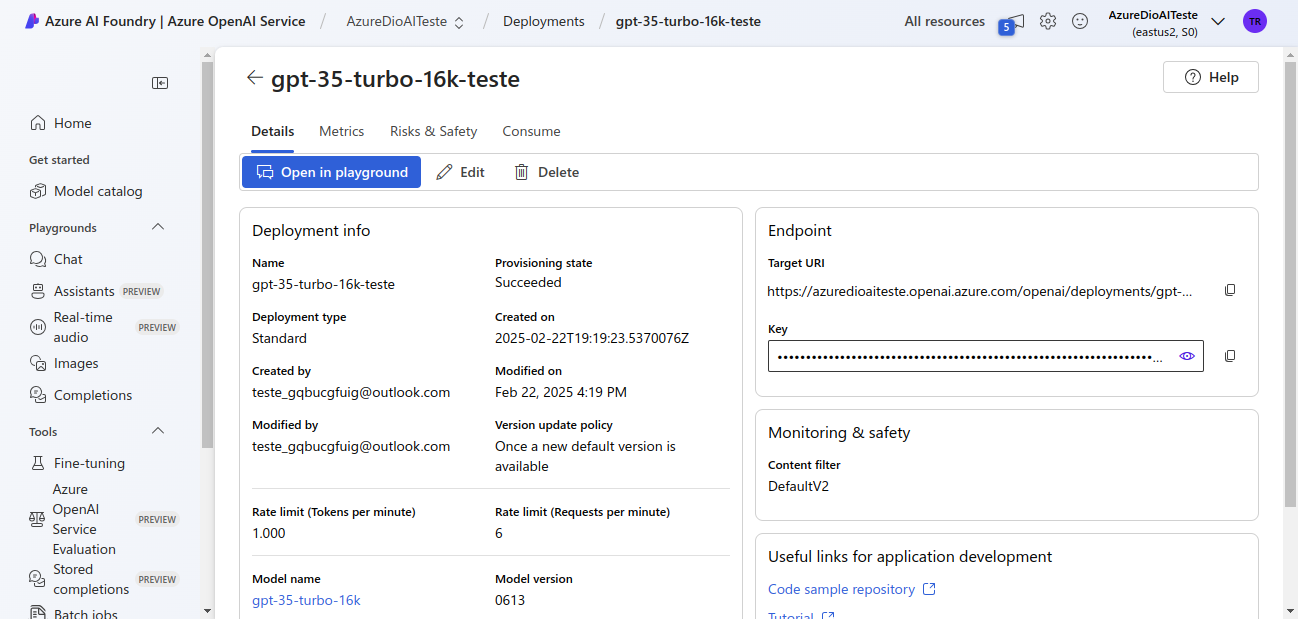 Azure AI Foundry | Azure OpenAI Service / AzureDioAITeste / Deployments / gpt-35-turbo-16k-teste
All resources
5
AzureDioAITeste
(eastus2, S0)
TR
Home
Get started
Model catalog
Playgrounds
Chat
Assistants PREVIEW
Real-time
audio
PREVIEW
Images
Completions
Tools
Fine-tuning
Azure
OpenAI
Service
Evaluation
PREVIEW
Stored
completions
PREVIEW
Batch jobs
gpt-35-turbo-16k-teste
Help
Details Metrics Risks & Safety Consume
Open in playground Edit Delete
Deployment info
Name
gpt-35-turbo-16k-teste
Provisioning state
Succeeded
Deployment type
Standard
Created on
2025-02-22T19:19:23.5370076Z
Created by
teste_gqbucgfuig@outlook.com
Modified on
Feb 22, 2025 4:19 PM
Modified by
teste_gqbucgfuig@outlook.com
Version update policy
Once a new default version is
available
Rate limit (Tokens per minute)
1.000
Rate limit (Requests per minute)
6
Model name
gpt-35-turbo-16k
Model version
0613
Endpoint
Target URI
https://azuredioaiteste.openai.azure.com/openai/deployments/gpt-...
Key
••••••••••••••••••••••••••••••••••••••••••••••••••••••••••••••••••...
Monitoring & safety
Content filter
DefaultV2
Useful links for application development
Code sample repository
Tutorial